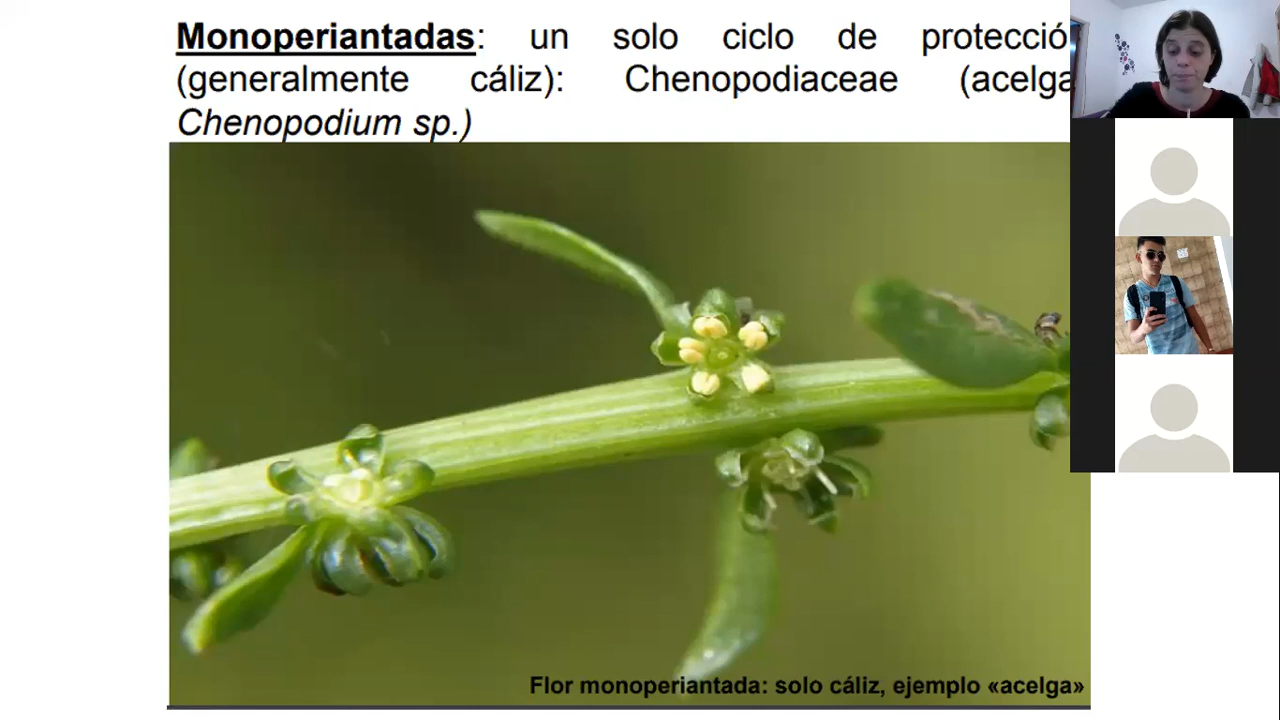 Monoperiantadas: un solo ciclo de protecció
(generalmente cáliz): Chenopodiaceae (acelga
Chenopodium sp.)
Flor monoperiantada: solo cáliz, ejemplo «acelga»